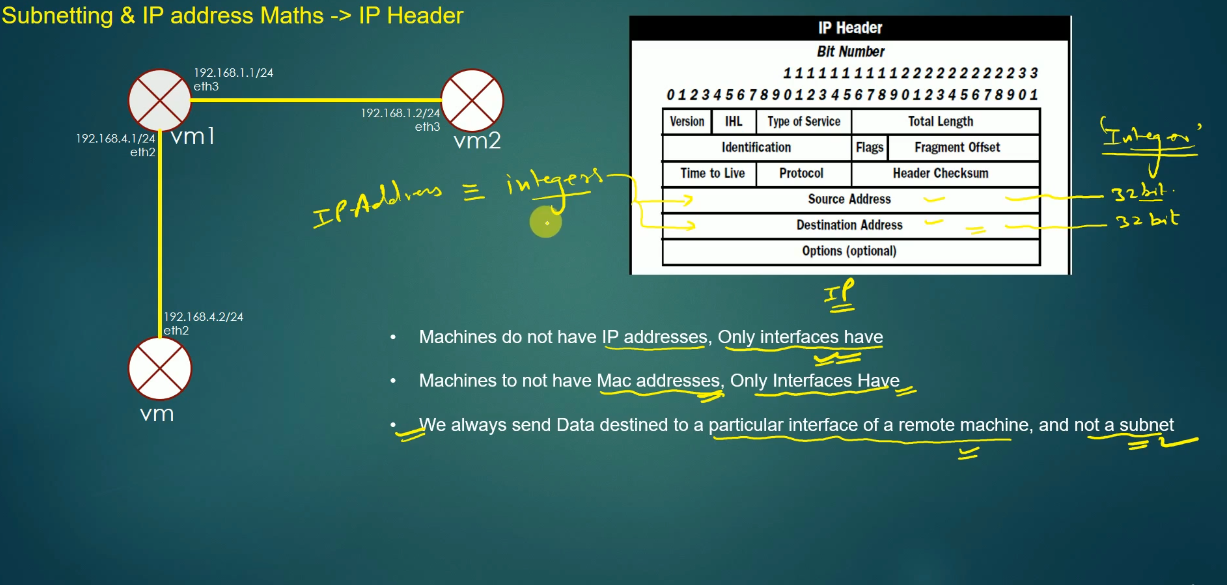 Subnetting & IP address Maths -> IP Header
192.168.1.1/24
eth3
192.168.1.2/24
eth3
192.168.4.1/24
eth2
vm1
vm2
192.168.4.2/24
eth2
vm
IP Address ≡ integers
IP Header
Bit Number
1 1 1 1 1 1 1 1 1 1 2 2 2 2 2 2 2 2 2 2 3 3
0 1 2 3 4 5 6 7 8 9 0 1 2 3 4 5 6 7 8 9 0 1 2 3 4 5 6 7 8 9 0 1
Version IHL Type of Service Total Length
Identification Flags Fragment Offset
Time to Live Protocol Header Checksum
Source Address
Destination Address
Options (optional)
'Integer'
32 bit.
32 bit
IP
• Machines do not have IP addresses, Only interfaces have
• Machines to not have Mac addresses, Only Interfaces Have
• We always send Data destined to a particular interface of a remote machine, and not a subnet